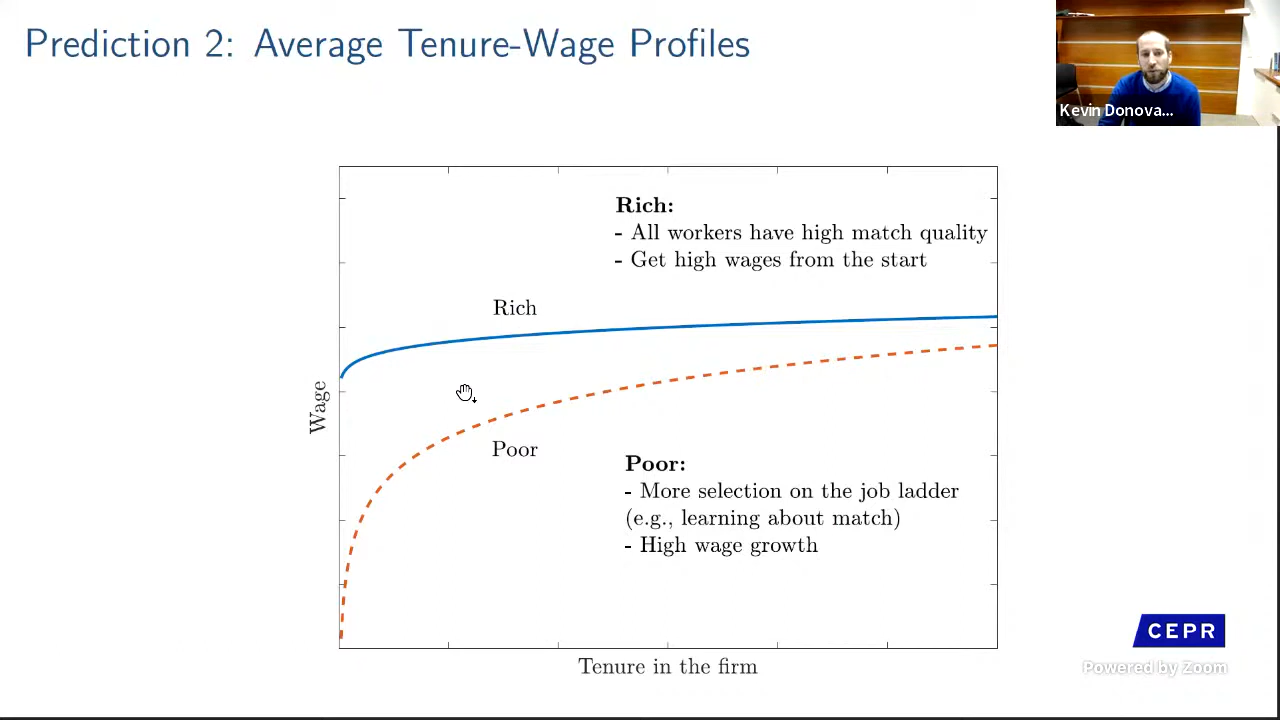 Prediction 2: Average Tenure-Wage Profiles
Kevin Donova...
Rich:
- All workers have high match quality
- Get high wages from the start
Rich
Wage
Poor
Poor:
- More selection on the job ladder
(e.g., learning about match)
- High wage growth
Tenure in the firm
CEPR
Powered by Zoom